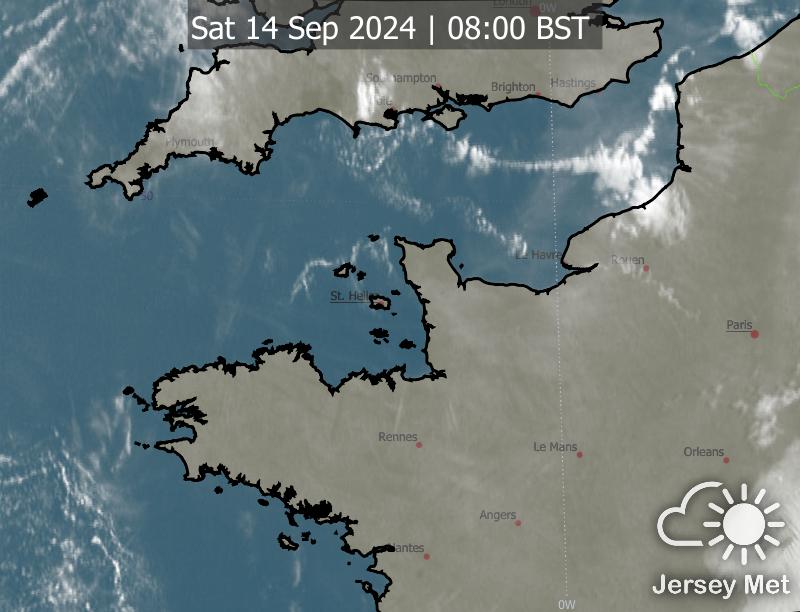 London
0W
Sat 14 Sep 2024 | 08:00 BST
Southampton
Brighton
Hastings
Plymouth
50
Le Havre
Rouen
St. Helier
Paris
Rennes
Le Mans
Orleans
Angers
Nantes
Jersey Met
0W